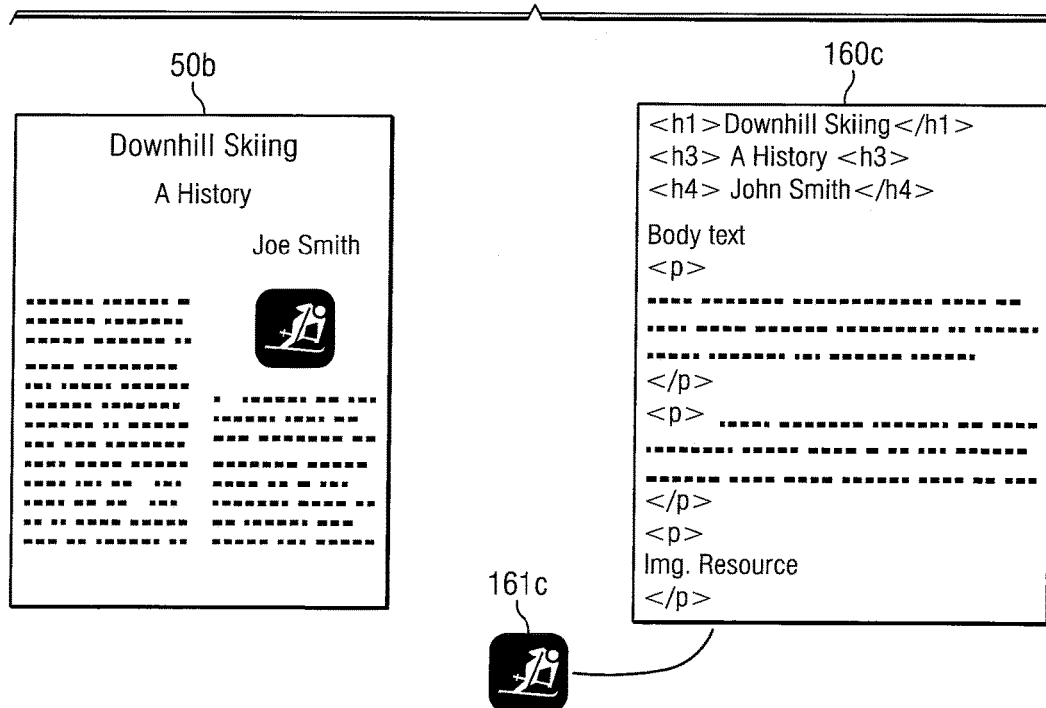 50b
Downhill Skiing
A History
Joe Smith
160c
<h1>Downhill Skiing</h1>
<h3> A History <h3>
<h4> John Smith</h4>
Body text
<p>
</p>
<p>
</p>
<p>
Img. Resource
</p>
161c